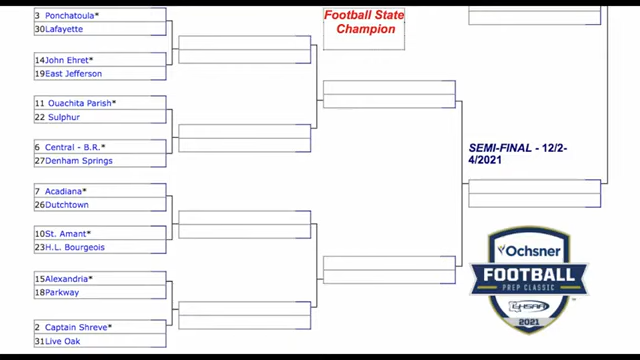 3 Ponchatoula*
30Lafayette
14John Ehret*
19East Jefferson
11 Ouachita Parish*
22 Sulphur
6 Central - B.R.*
27Denham Springs
7 Acadiana*
26Dutchtown
10St. Amant*
23H.L. Bourgeois
15Alexandria*
18Parkway
2 Captain Shreve*
31Live Oak
Football State
Champion
SEMI-FINAL - 12/2-
4/2021
Ochsner
FOOTBALL
PREP CLASSIC
LHSAA
2021